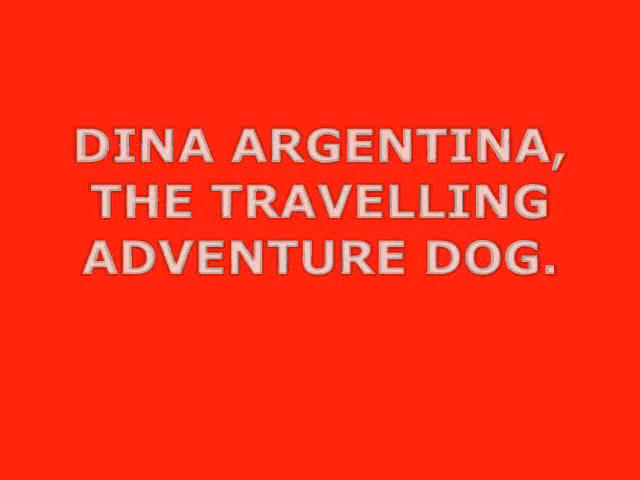 DINA ARGENTINA,
THE TRAVELLING
ADVENTURE DOG.